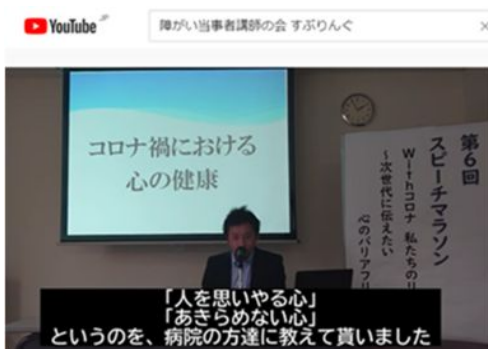 YouTube JP
障がい当事者講師の会 すぷりんぐ
コロナ禍における
心の健康
第6回
スピーチマラソン
Withコロナ 私たちのリ
～次世代に伝えたい
心のバリアフリ
「人を思いやる心」
「あきらめない心」
というのを、病院の方達に教えて貰いました